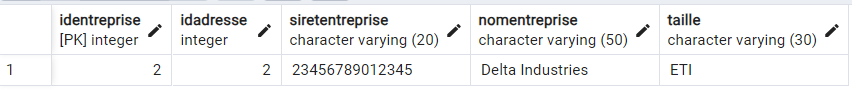 identreprise idadresse siretentreprise nomentreprise taille
[PK] integer integer character varying (20) character varying (50) character varying (30)
1 2 2 23456789012345 Delta Industries ETI